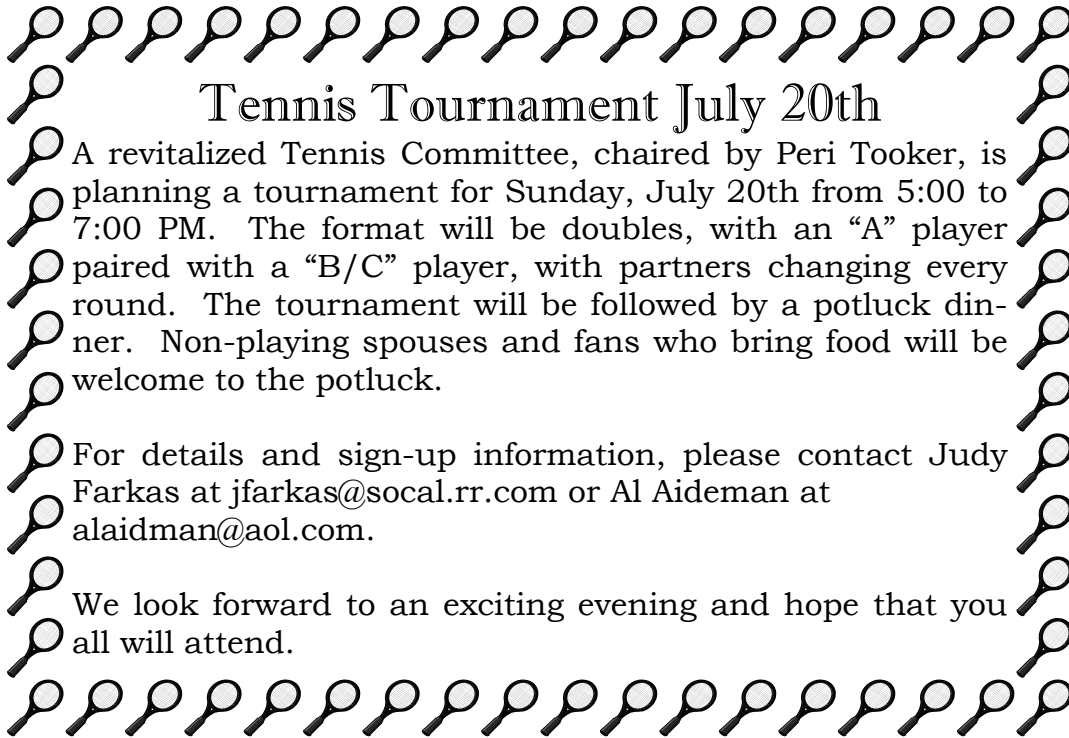 Tennis Tournament July 20th
A revitalized Tennis Committee, chaired by Peri Tooker, is
planning a tournament for Sunday, July 20th from 5:00 to
7:00 PM.  The format will be doubles, with an “A” player
paired with a “B/C” player, with partners changing every
round.  The tournament will be followed by a potluck din-
ner.  Non-playing spouses and fans who bring food will be
welcome to the potluck.
For details and sign-up information, please contact Judy
Farkas at jfarkas@socal.rr.com or Al Aideman at
alaidman@aol.com.
We look forward to an exciting evening and hope that you
all will attend.